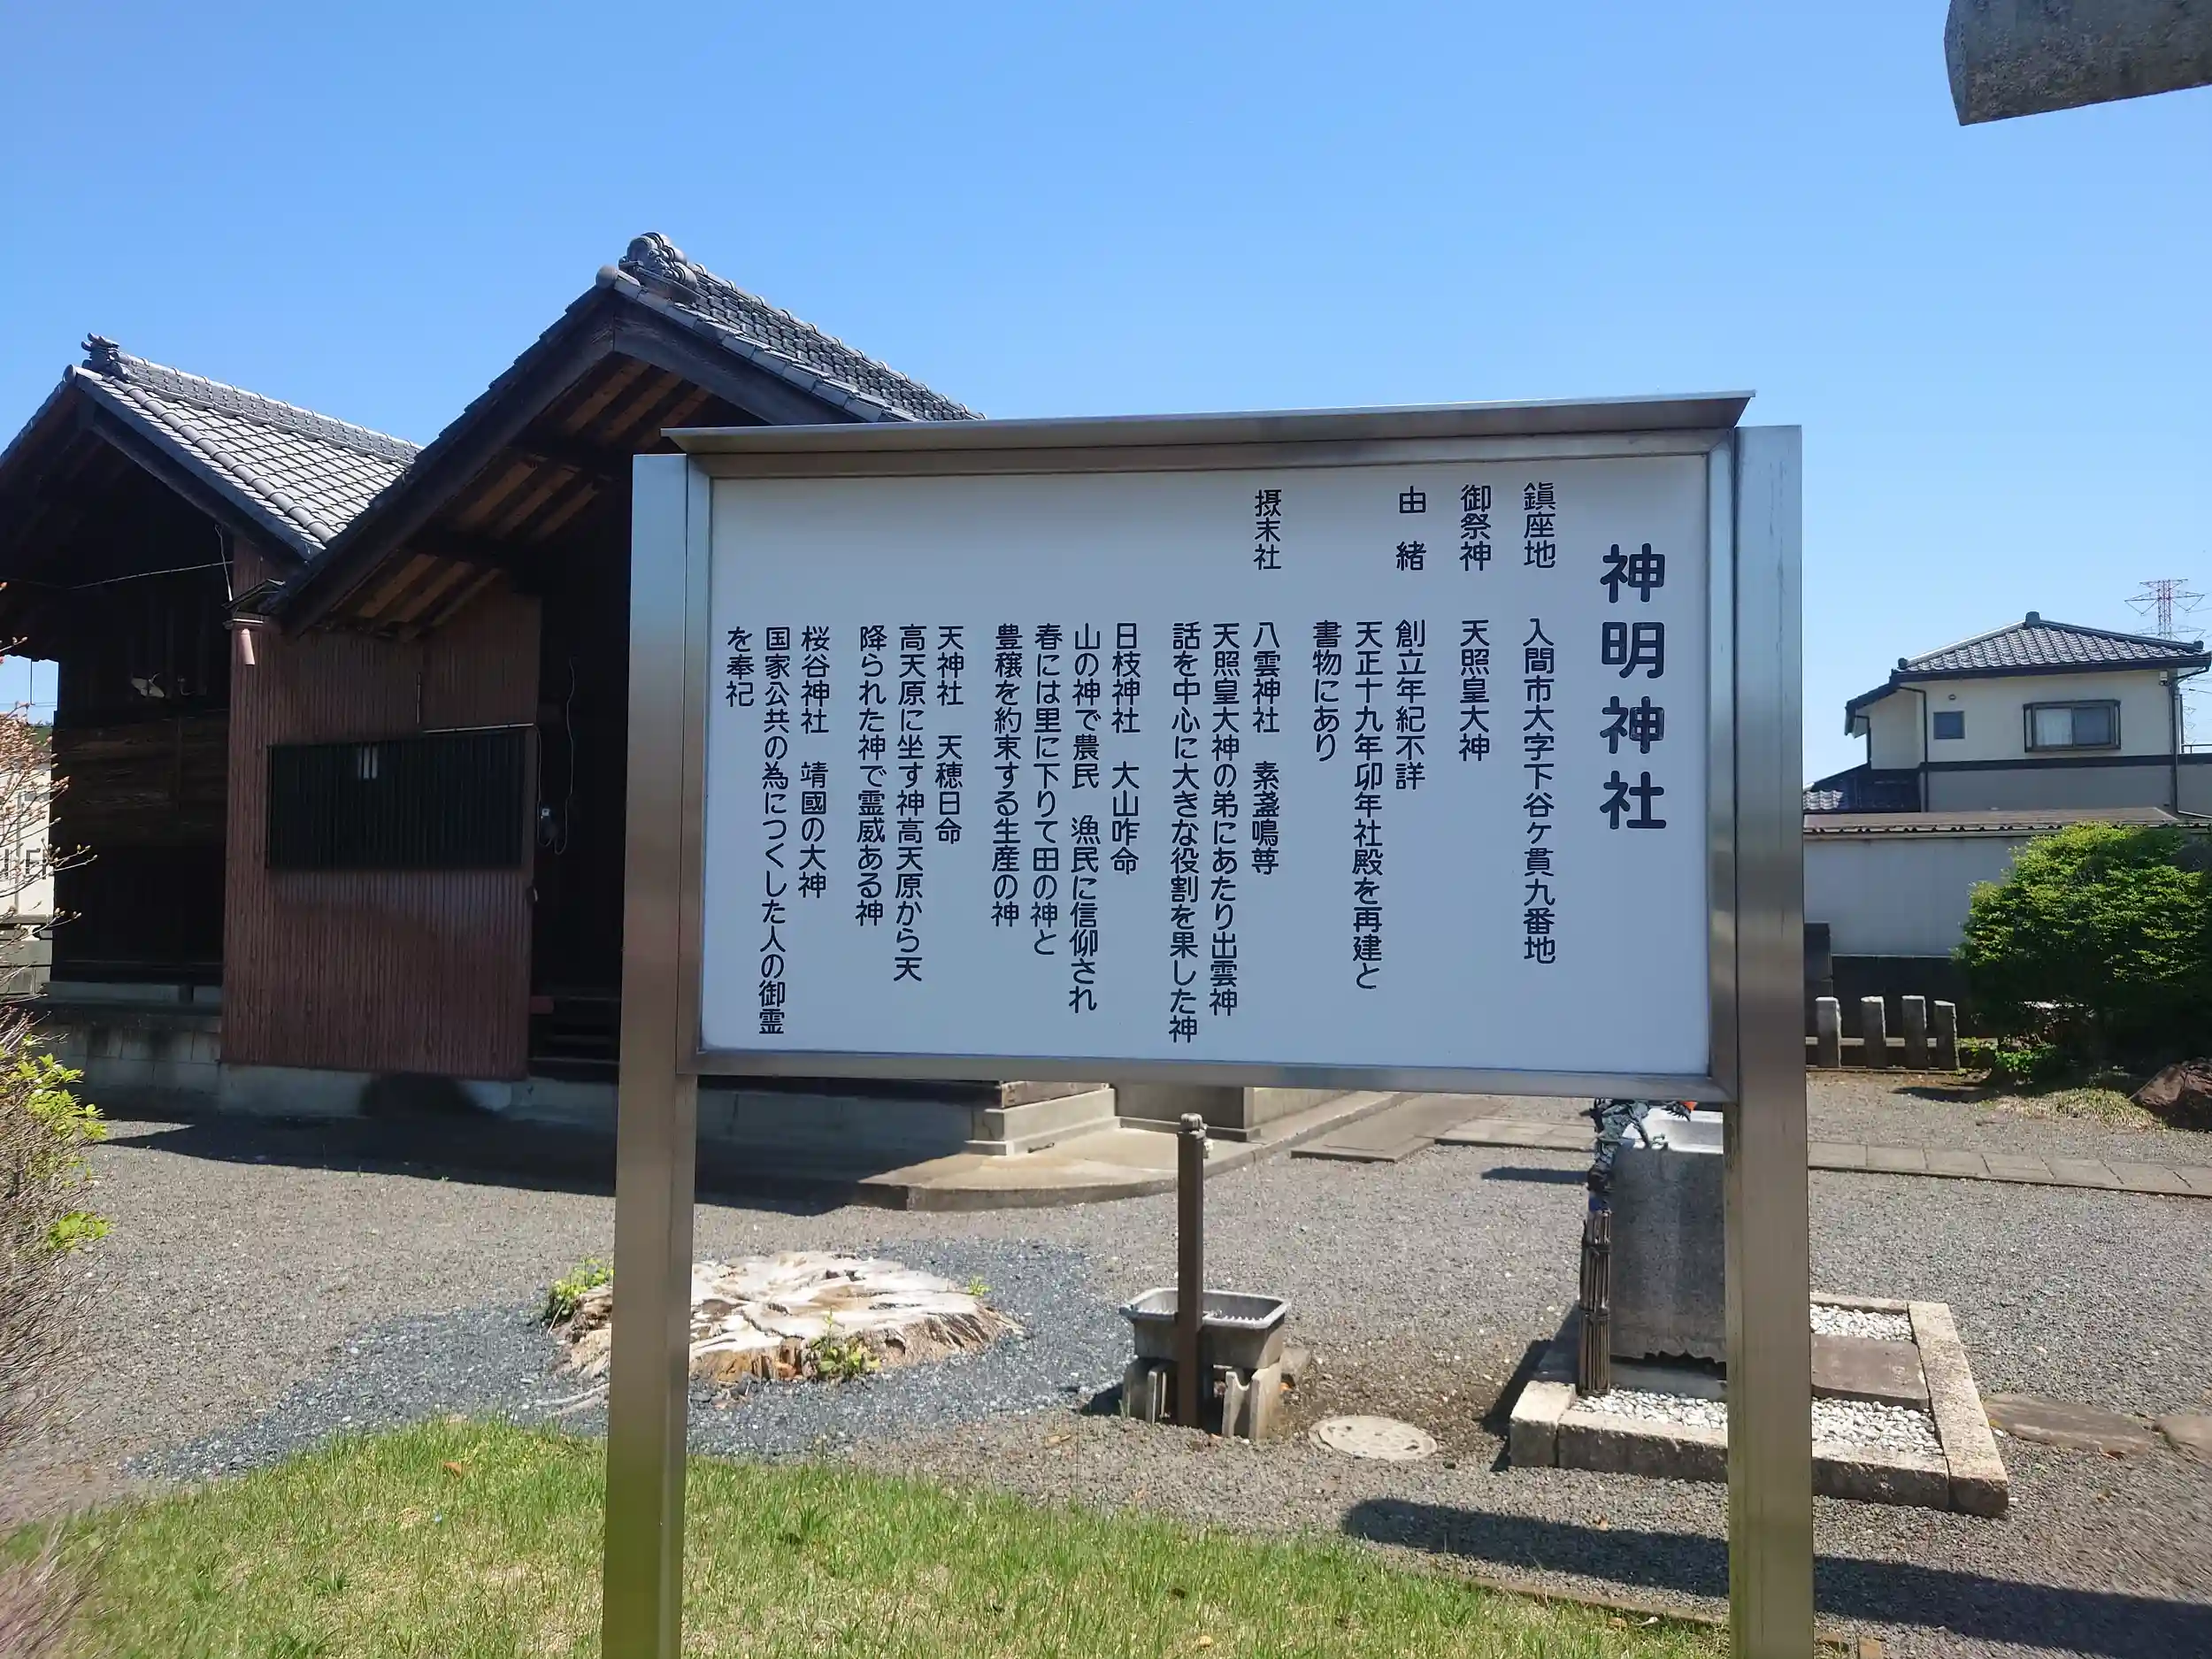 神明神社
鎭座地　入間市大字下谷ケ貫九番地
御祭神　天照皇大神
由　緒　創立年紀不詳
天正十九年卯年社殿を再建と
書物にあり
摂末社　八雲神社　素盞鳴尊
天照皇大神の弟にあたり出雲神
話を中心に大きな役割を果した神
日枝神社　大山咋命
山の神で農民　漁民に信仰され
春には里に下りて田の神と
豊穣を約束する生産の神
天神社　天穂日命
高天原に坐す神高天原から天
降られた神で霊威ある神
桜谷神社　靖國の大神
国家公共の為につくした人の御霊
を奉祀